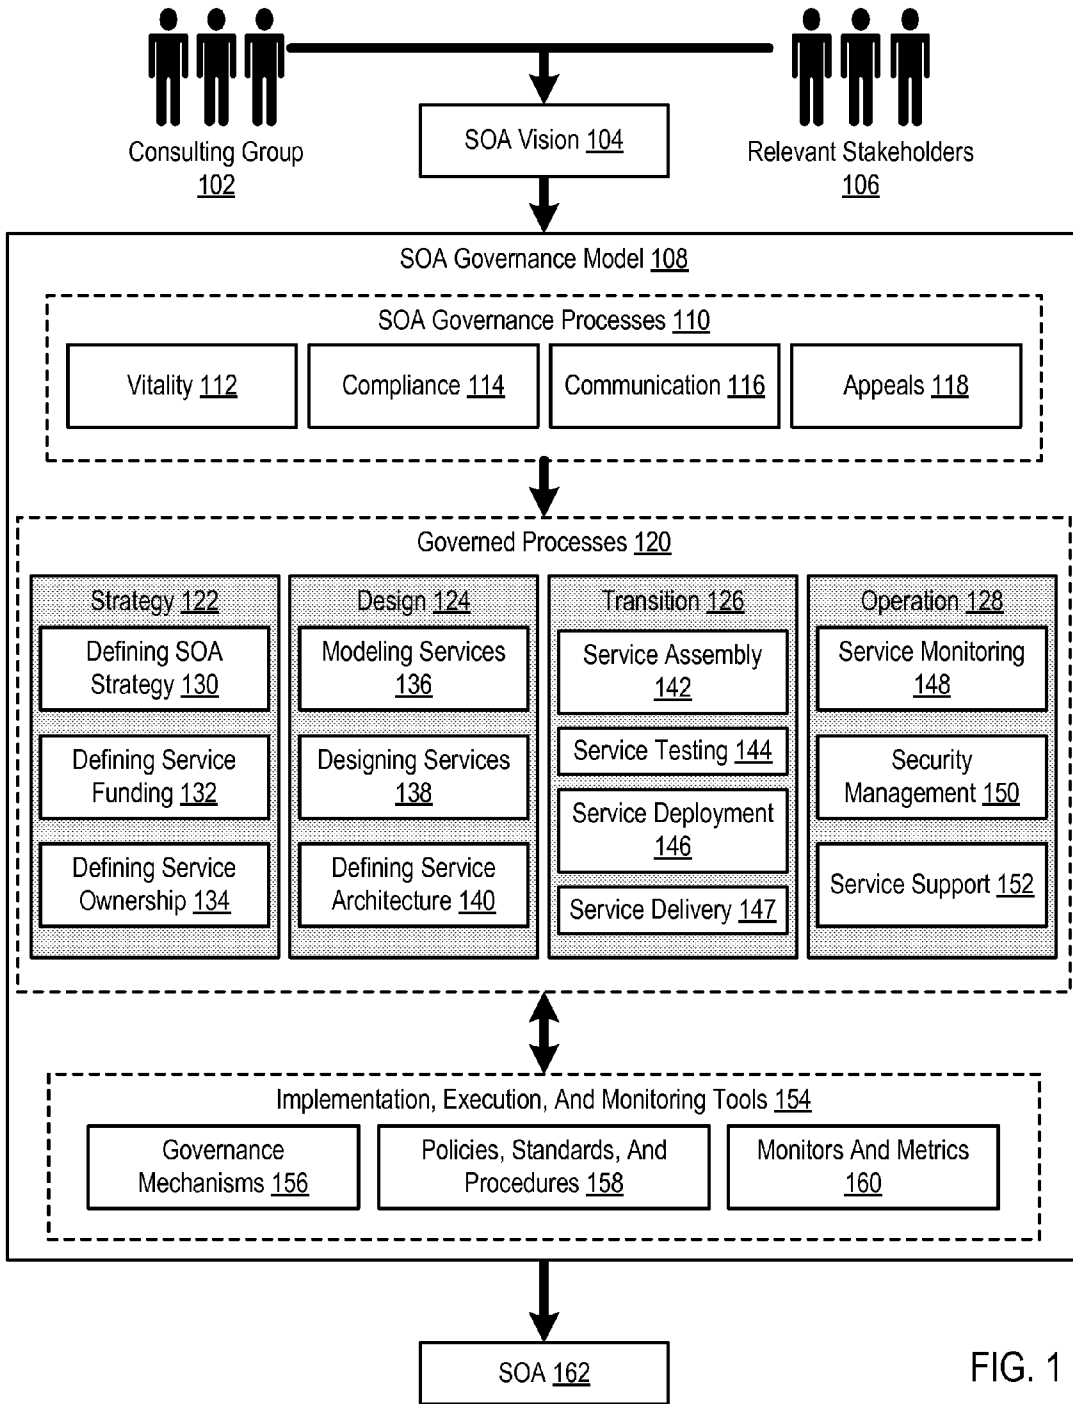 Consulting Group
102
SOA Vision 104
Relevant Stakeholders
106
SOA Governance Model 108
SOA Governance Processes 110
Vitality 112
Compliance 114
Communication 116
Appeals 118
Governed Processes 120
Strategy 122
Defining SOA
Strategy 130
Defining Service
Funding 132
Defining Service
Ownership 134
Design 124
Modeling Services
136
Designing Services
138
Defining Service
Architecture 140
Transition 126
Service Assembly
142
Service Testing 144
Service Deployment
146
Service Delivery 147
Operation 128
Service Monitoring
148
Security
Management 150
Service Support 152
Implementation, Execution, And Monitoring Tools 154
Governance
Mechanisms 156
Policies, Standards, And
Procedures 158
Monitors And Metrics
160
SOA 162
FIG. 1